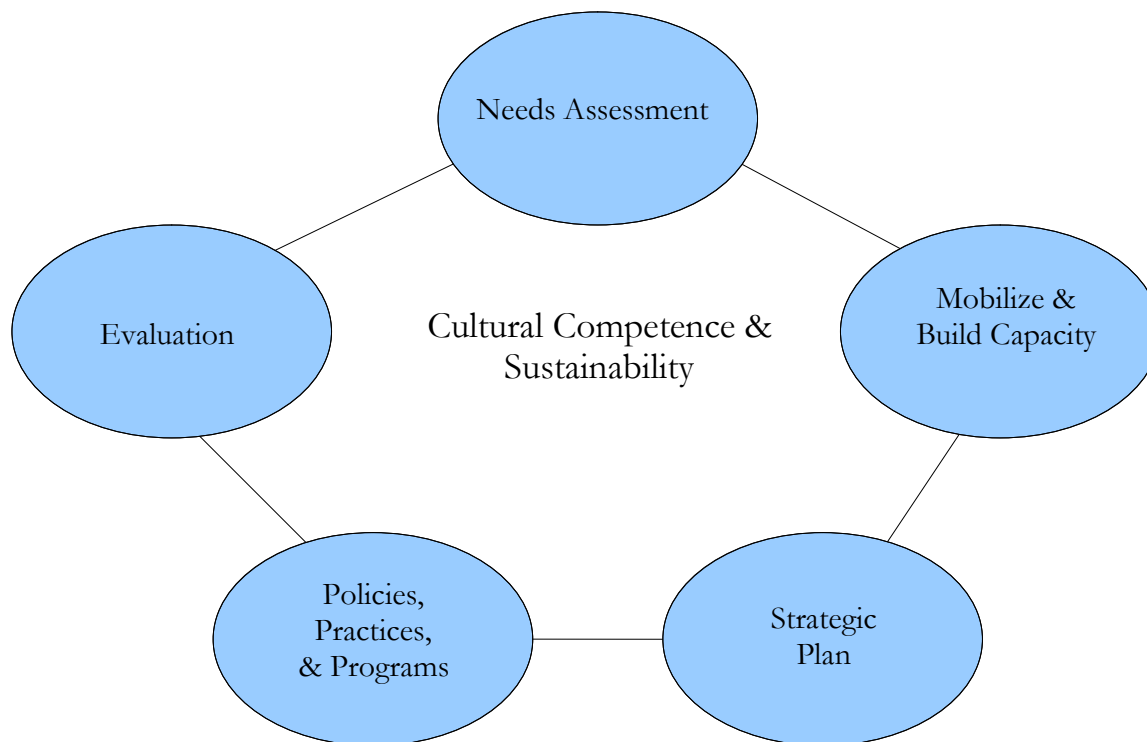 Needs Assessment
Mobilize &
Build Capacity
Evaluation
Cultural Competence &
Sustainability
Policies,
Practices,
& Programs
Strategic
Plan